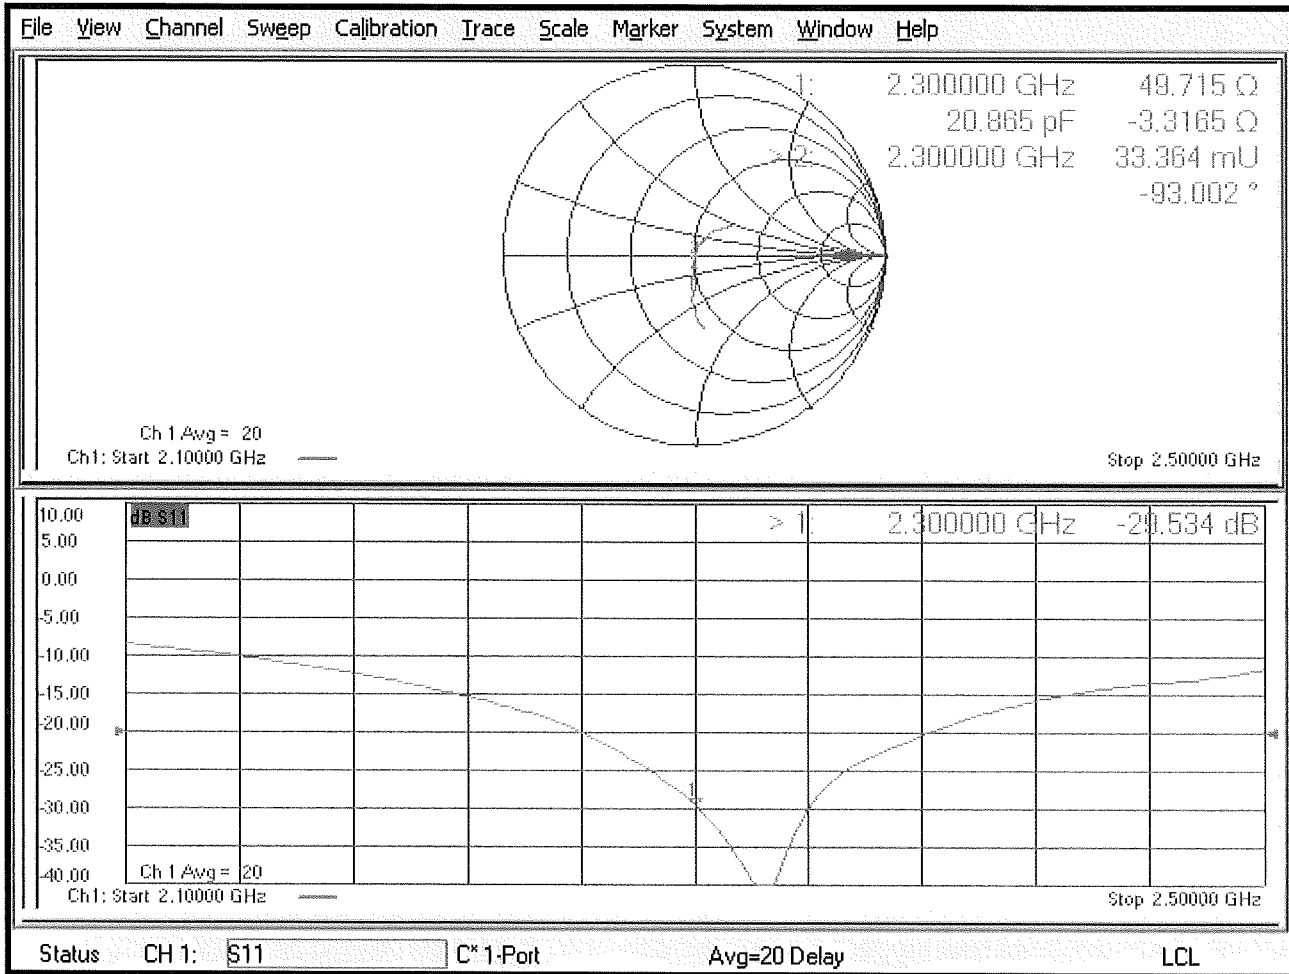 File View Channel Sweep Calibration Trace Scale Marker System Window Help
1: 2.300000 GHz 49.715 Ω
20.865 pF -3.3165 Ω
> 2: 2.300000 GHz 33.364 mU
-93.002 °
Ch 1 Avg = 20
Ch1: Start 2.10000 GHz
Stop 2.50000 GHz
10.00
dB S11
> 1: 2.300000 GHz -29.534 dB
5.00
0.00
-5.00
-10.00
-15.00
-20.00
-25.00
-30.00
1
-35.00
-40.00
Ch 1 Avg = 20
Ch1: Start 2.10000 GHz
Stop 2.50000 GHz
Status CH 1: S11 C* 1-Port Avg=20 Delay LCL